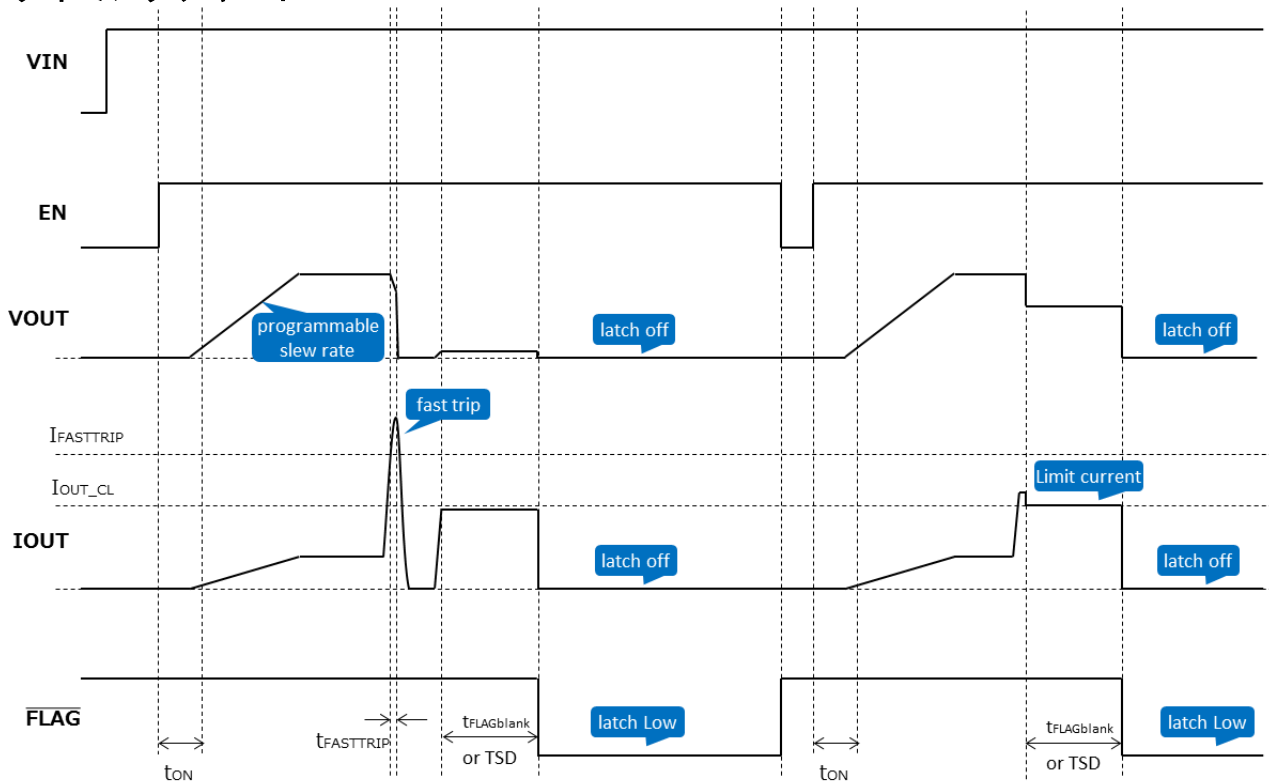 VIN
EN
VOUT
programmable
slew rate
latch off
latch off
fast trip
IFASTTRIP
IOUT_CL
Limit current
IOUT
latch off
latch off
FLAG
tFASTTRIP
tFLAGblank
or TSD
latch Low
tFLAGblank
or TSD
latch Low
tON
tON